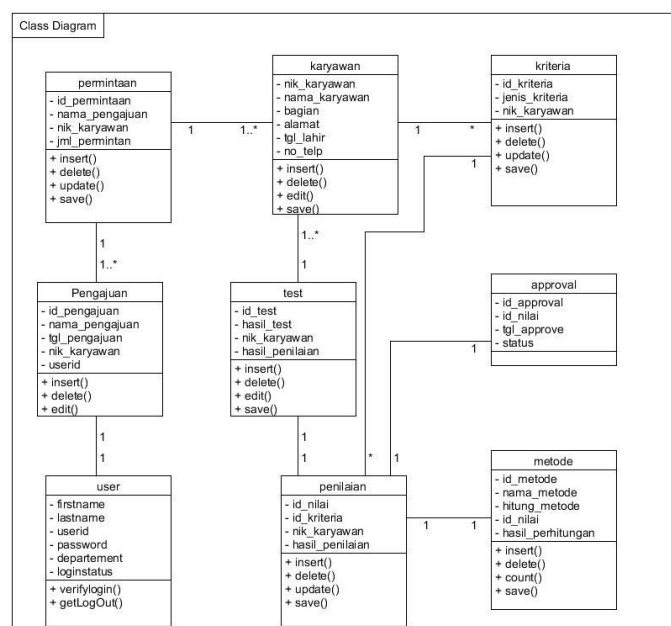 Class Diagram
permintaan
- id_permintaan
- nama_pengajuan
- nik_karyawan
- jml_permintan
+ insert()
+ delete()
+ update()
+ save()
1
1..*
karyawan
- nik_karyawan
- nama_karyawan
- bagian
- alamat
- tgl_lahir
- no_telp
+ insert()
+ delete()
+ edit()
+ save()
1
*
kriteria
- id_kriteria
- jenis_kriteria
- nik_karyawan
+ insert()
+ delete()
+ update()
+ save()
1
1
1..*
1..*
1
Pengajuan
- id_pengajuan
- nama_pengajuan
- tgl_pengajuan
- nik_karyawan
- userid
+ insert()
+ delete()
+ edit()
test
- id_test
- hasil_test
- nik_karyawan
- hasil_penilaian
+ insert()
+ delete()
+ edit()
+ save()
approval
- id_approval
- id_nilai
- tgl_approve
- status
1
1
1
1
1
*
1
user
- firstname
- lastname
- userid
- password
- departement
- loginstatus
+ verifylogin()
+ getLogOut()
penilaian
- id_nilai
- id_kriteria
- nik_karyawan
- hasil_penilaian
+ insert()
+ delete()
+ update()
+ save()
1
1
metode
- id_metode
- nama_metode
- hitung_metode
- id_nilai
- hasil_perhitungan
+ insert()
+ delete()
+ count()
+ save()